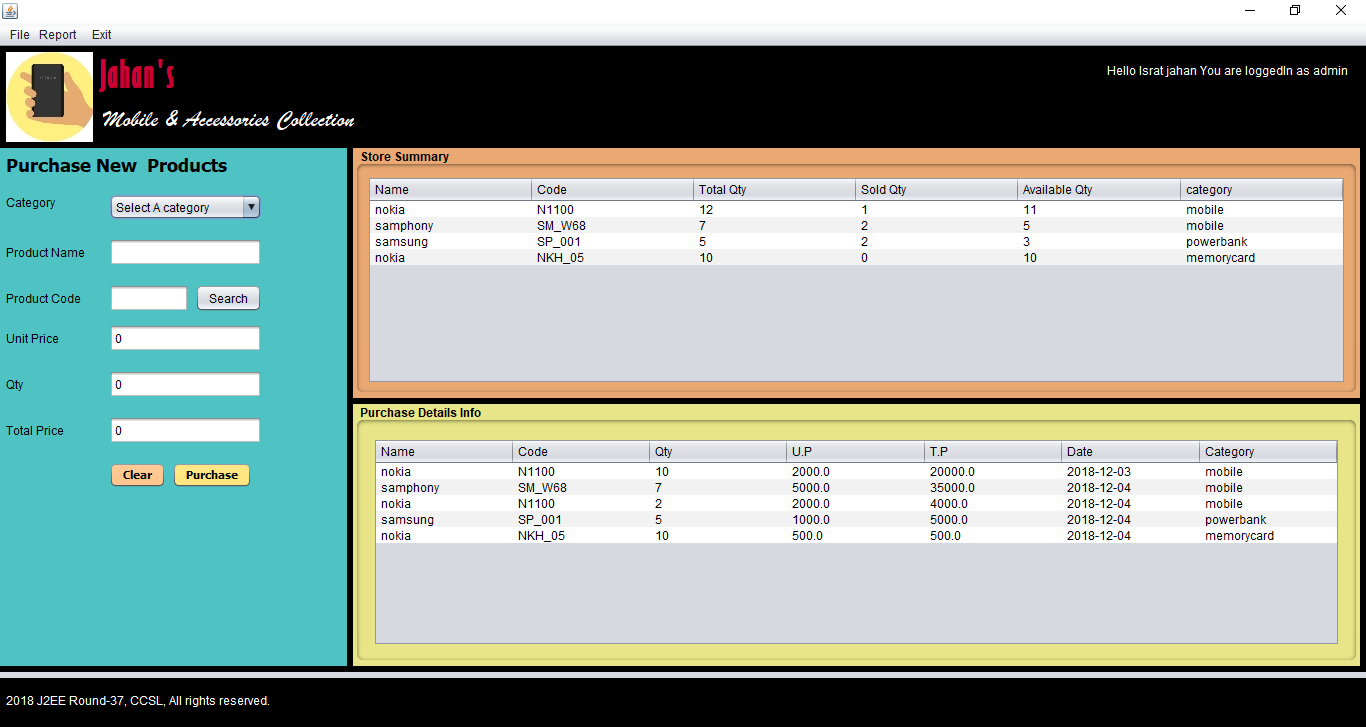 File Report Exit
Jahan's
Mobile & Accessories Collection
Hello Israt jahan You are loggedIn as admin
Purchase New Products
Category Select A category
Product Name
Product Code Search
Unit Price 0
Qty 0
Total Price 0
Clear Purchase
Store Summary
Name Code Total Qty Sold Qty Available Qty category
nokia N1100 12 1 11 mobile
samphony SM_W68 7 2 5 mobile
samsung SP_001 5 2 3 powerbank
nokia NKH_05 10 0 10 memorycard
Purchase Details Info
Name Code Qty U.P T.P Date Category
nokia N1100 10 2000.0 20000.0 2018-12-03 mobile
samphony SM_W68 7 5000.0 35000.0 2018-12-04 mobile
nokia N1100 2 2000.0 4000.0 2018-12-04 mobile
samsung SP_001 5 1000.0 5000.0 2018-12-04 powerbank
nokia NKH_05 10 500.0 500.0 2018-12-04 memorycard
2018 J2EE Round-37, CCSL, All rights reserved.